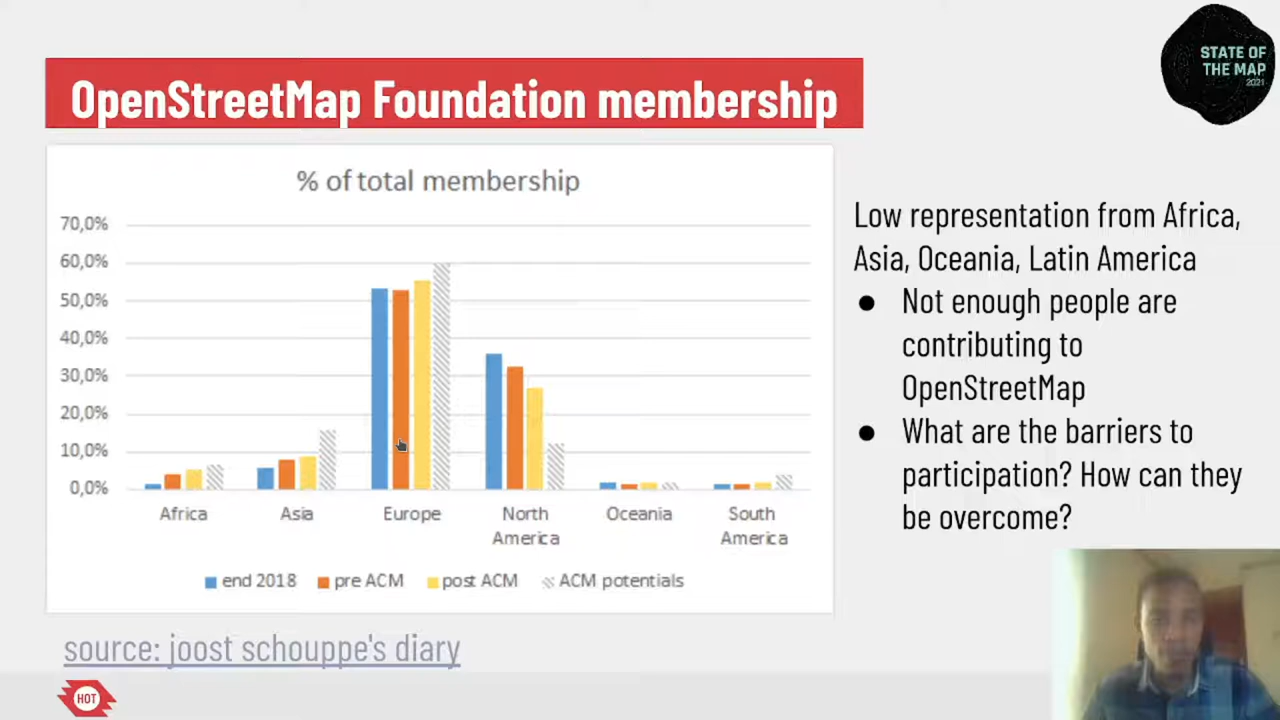 STATE OF
THE MAP
2021
OpenStreetMap Foundation membership
% of total membership
70,0%
60,0%
50,0%
40,0%
30,0%
20,0%
10,0%
0,0%
Africa
Asia
Europe
North
America
Oceania
South
America
end 2018
pre ACM
post ACM
ACM potentials
Low representation from Africa,
Asia, Oceania, Latin America
● Not enough people are
contributing to
OpenStreetMap
● What are the barriers to
participation? How can they
be overcome?
source: joost schouppe's diary
HOT